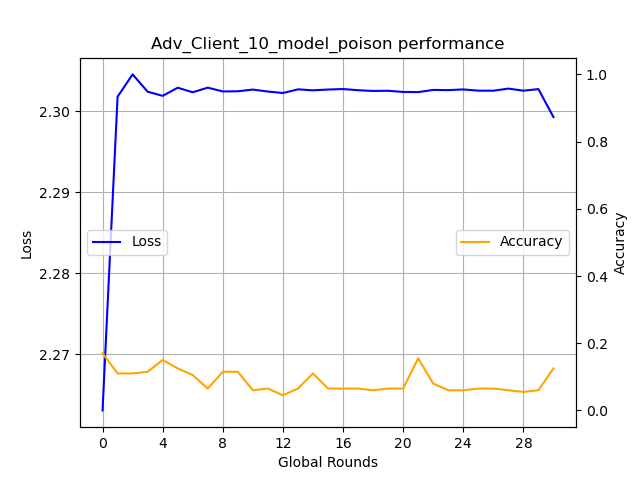 Adv_Client_10_model_poison performance
2.30
2.29
2.28
2.27
Loss
Loss
Accuracy
1.0
0.8
0.6
0.4
0.2
0.0
Accuracy
0 4 8 12 16 20 24 28
Global Rounds